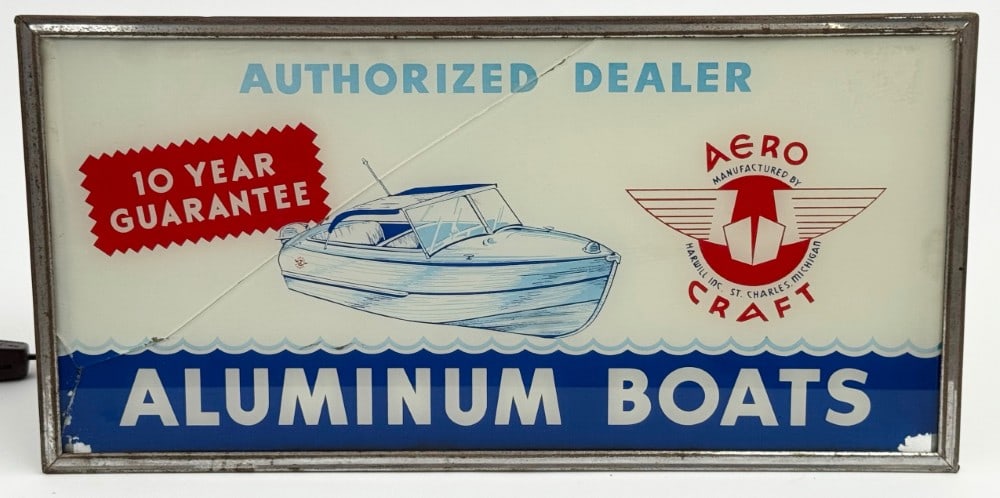 AUTHORIZED DEALER
10 YEAR
GUARANTEE
AERO
MANUFACTURED BY
HARWILL INC. ST. CHARLES, MICHIGAN
CRAFT
ALUMINUM BOATS